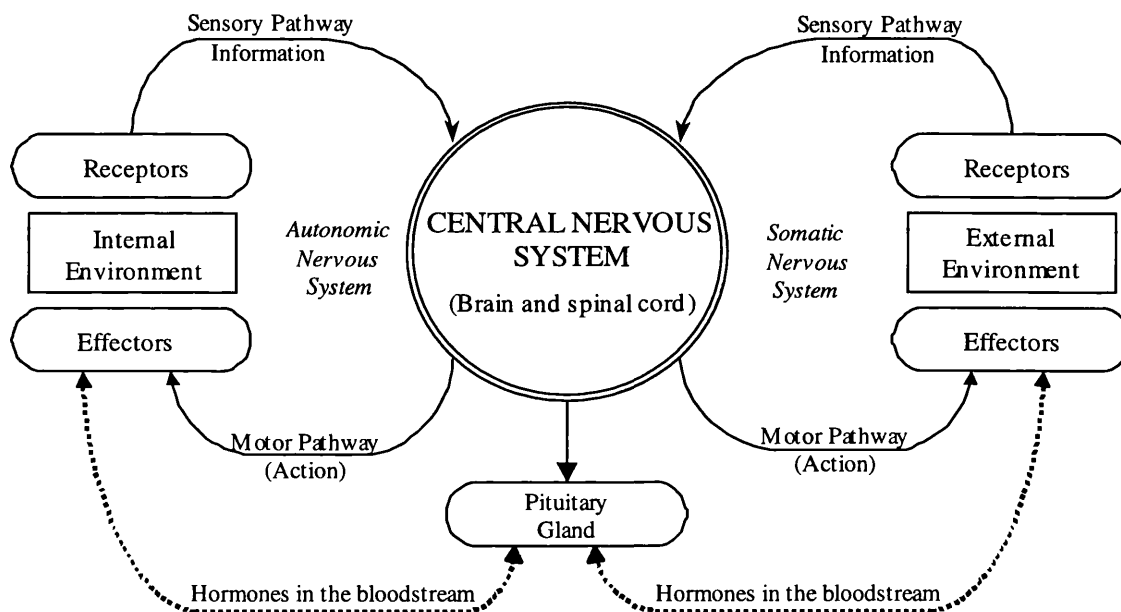 Sensory Pathway
Information
Sensory Pathway
Information
Receptors
Receptors
Internal
Environment
Autonomic
Nervous
System
CENTRAL NERVOUS
SYSTEM
(Brain and spinal cord)
Somatic
Nervous
System
External
Environment
Effectors
Effectors
Motor Pathway
(Action)
Motor Pathway
(Action)
Pituitary
Gland
Hormones in the bloodstream
Hormones in the bloodstream